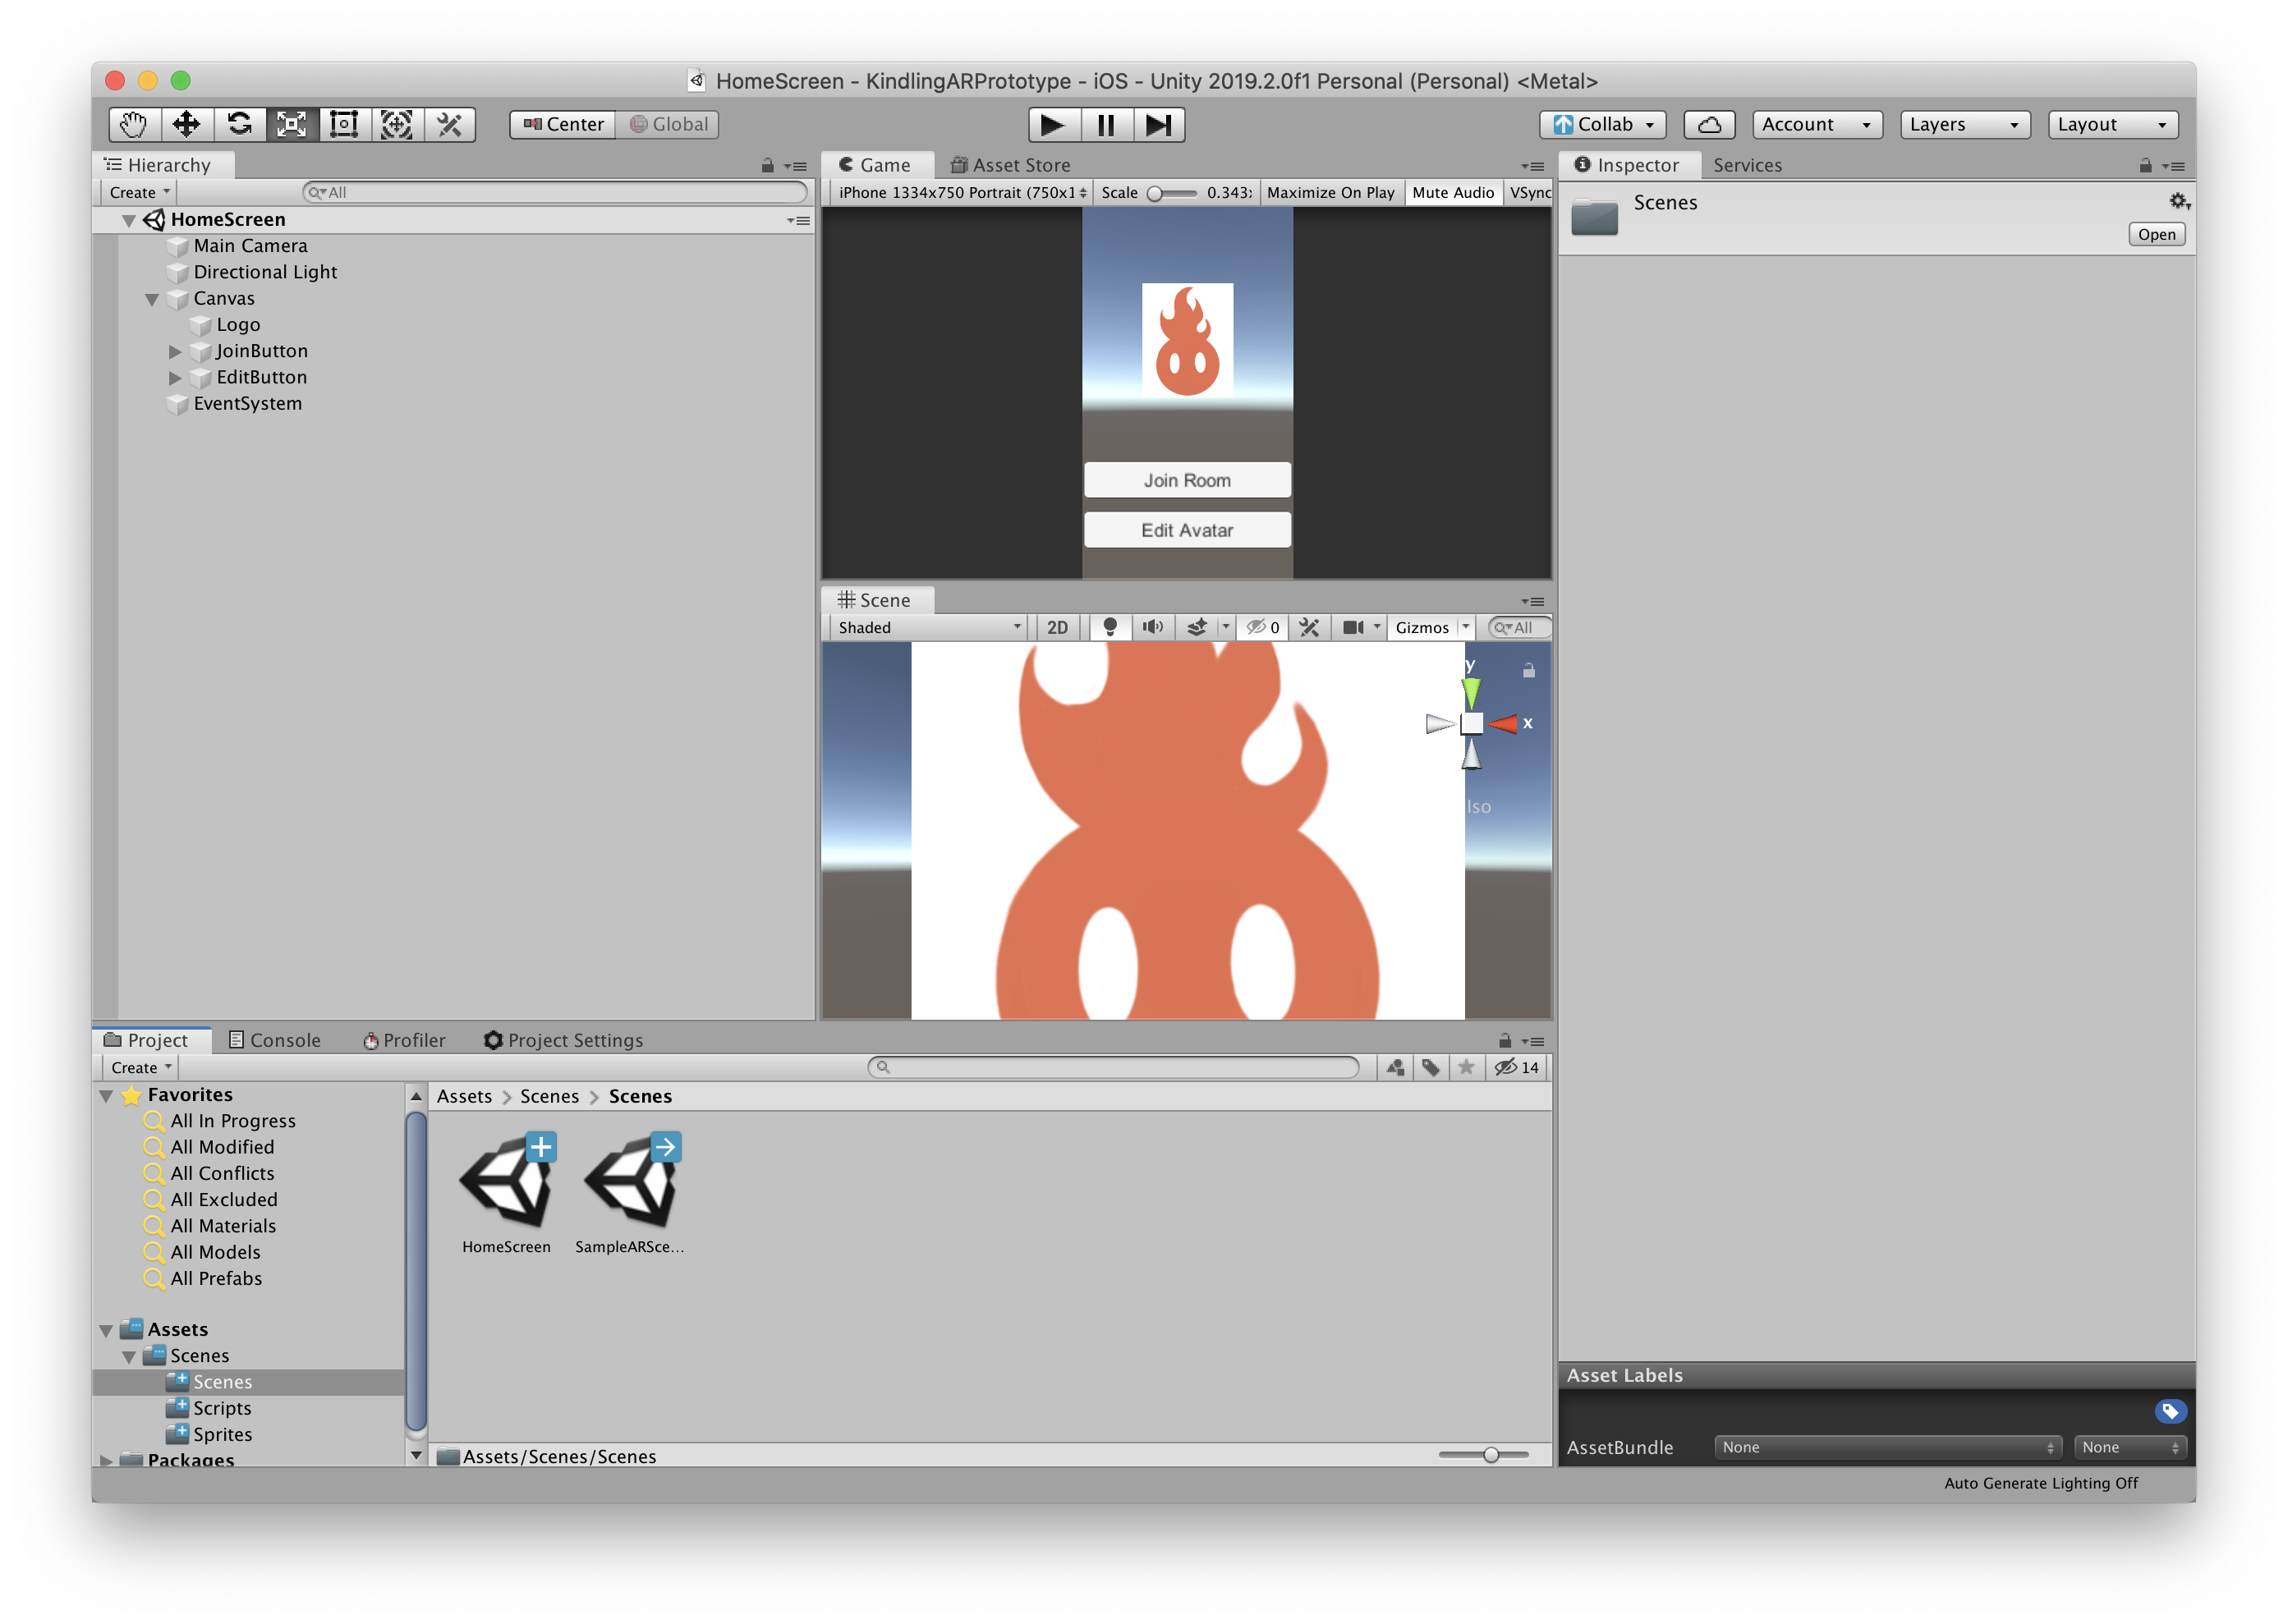 HomeScreen - KindlingARPrototype - iOS - Unity 2019.2.0f1 Personal (Personal) <Metal>
Center Global Collab Account Layers Layout
Hierarchy
Create All
HomeScreen
Main Camera
Directional Light
Canvas
Logo
JoinButton
EditButton
EventSystem
Game Asset Store
iPhone 1334x750 Portrait (750x1 Scale 0.343 Maximize On Play Mute Audio VSync
Join Room
Edit Avatar
Scene
Shaded 2D 0 Gizmos All
y
x
Iso
Inspector Services
Scenes
Open
Project Console Profiler Project Settings
Create 14
Favorites
All In Progress
All Modified
All Conflicts
All Excluded
All Materials
All Models
All Prefabs
Assets
Scenes
Scenes
Scripts
Sprites
Packages
Assets > Scenes > Scenes
HomeScreen SampleARSce...
Assets/Scenes/Scenes
Asset Labels
AssetBundle None None
Auto Generate Lighting Off